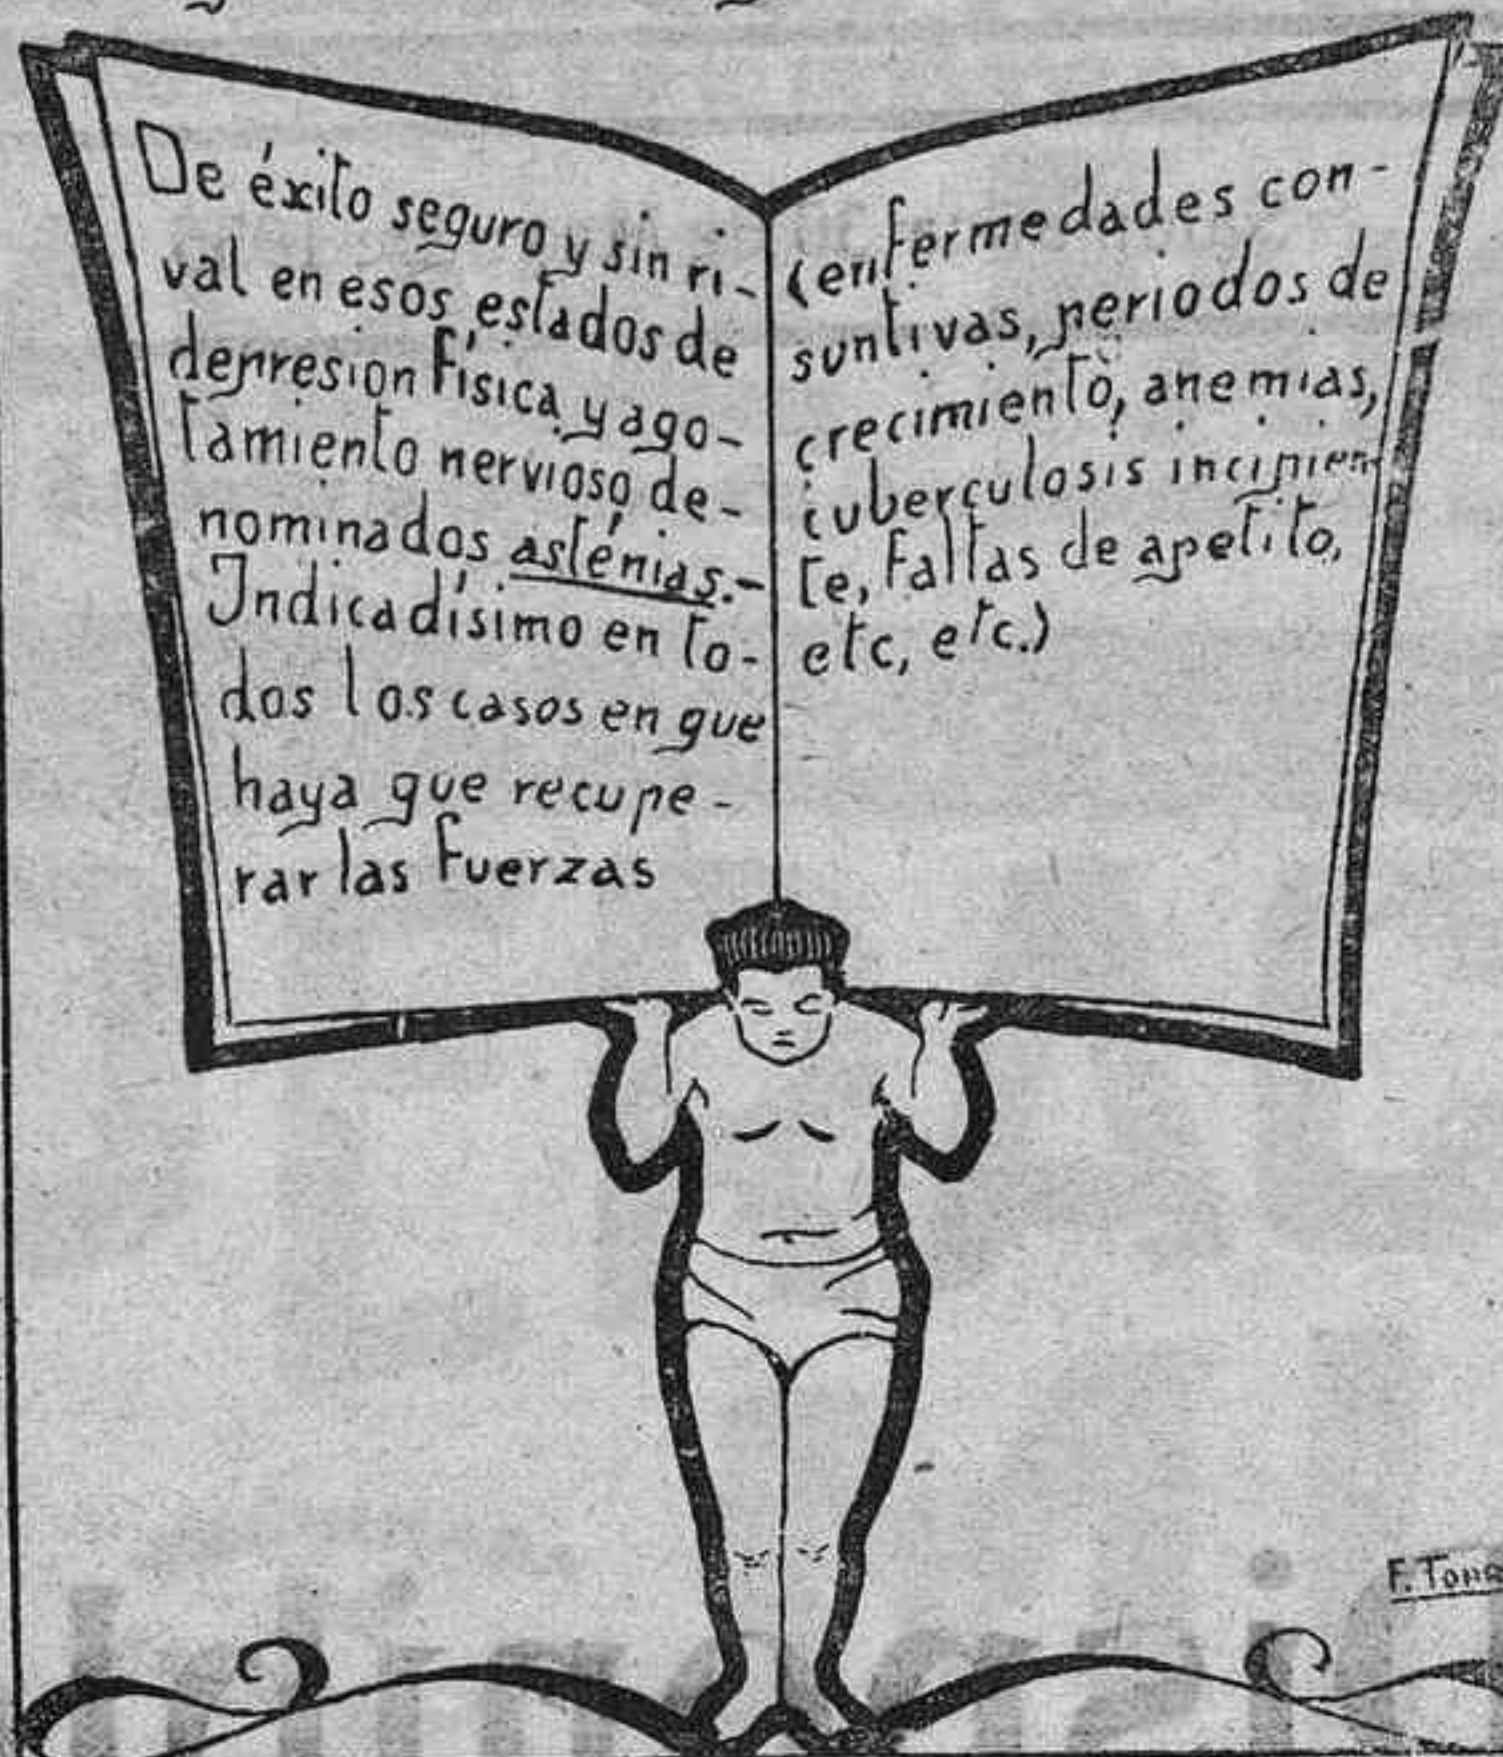 De éxito seguro y sin ri-
val en esos estados de
depresion física y ago-
tamiento nervioso de-
nominados asténias.-
Indicadísimo en to-
dos los casos en que
haya que recupe-
rar las fuerzas
(enfermedades con-
suntivas, periodos de
crecimiento, anemias,
tuberculosis incipien-
te, faltas de apetito,
etc, etc.)
F.